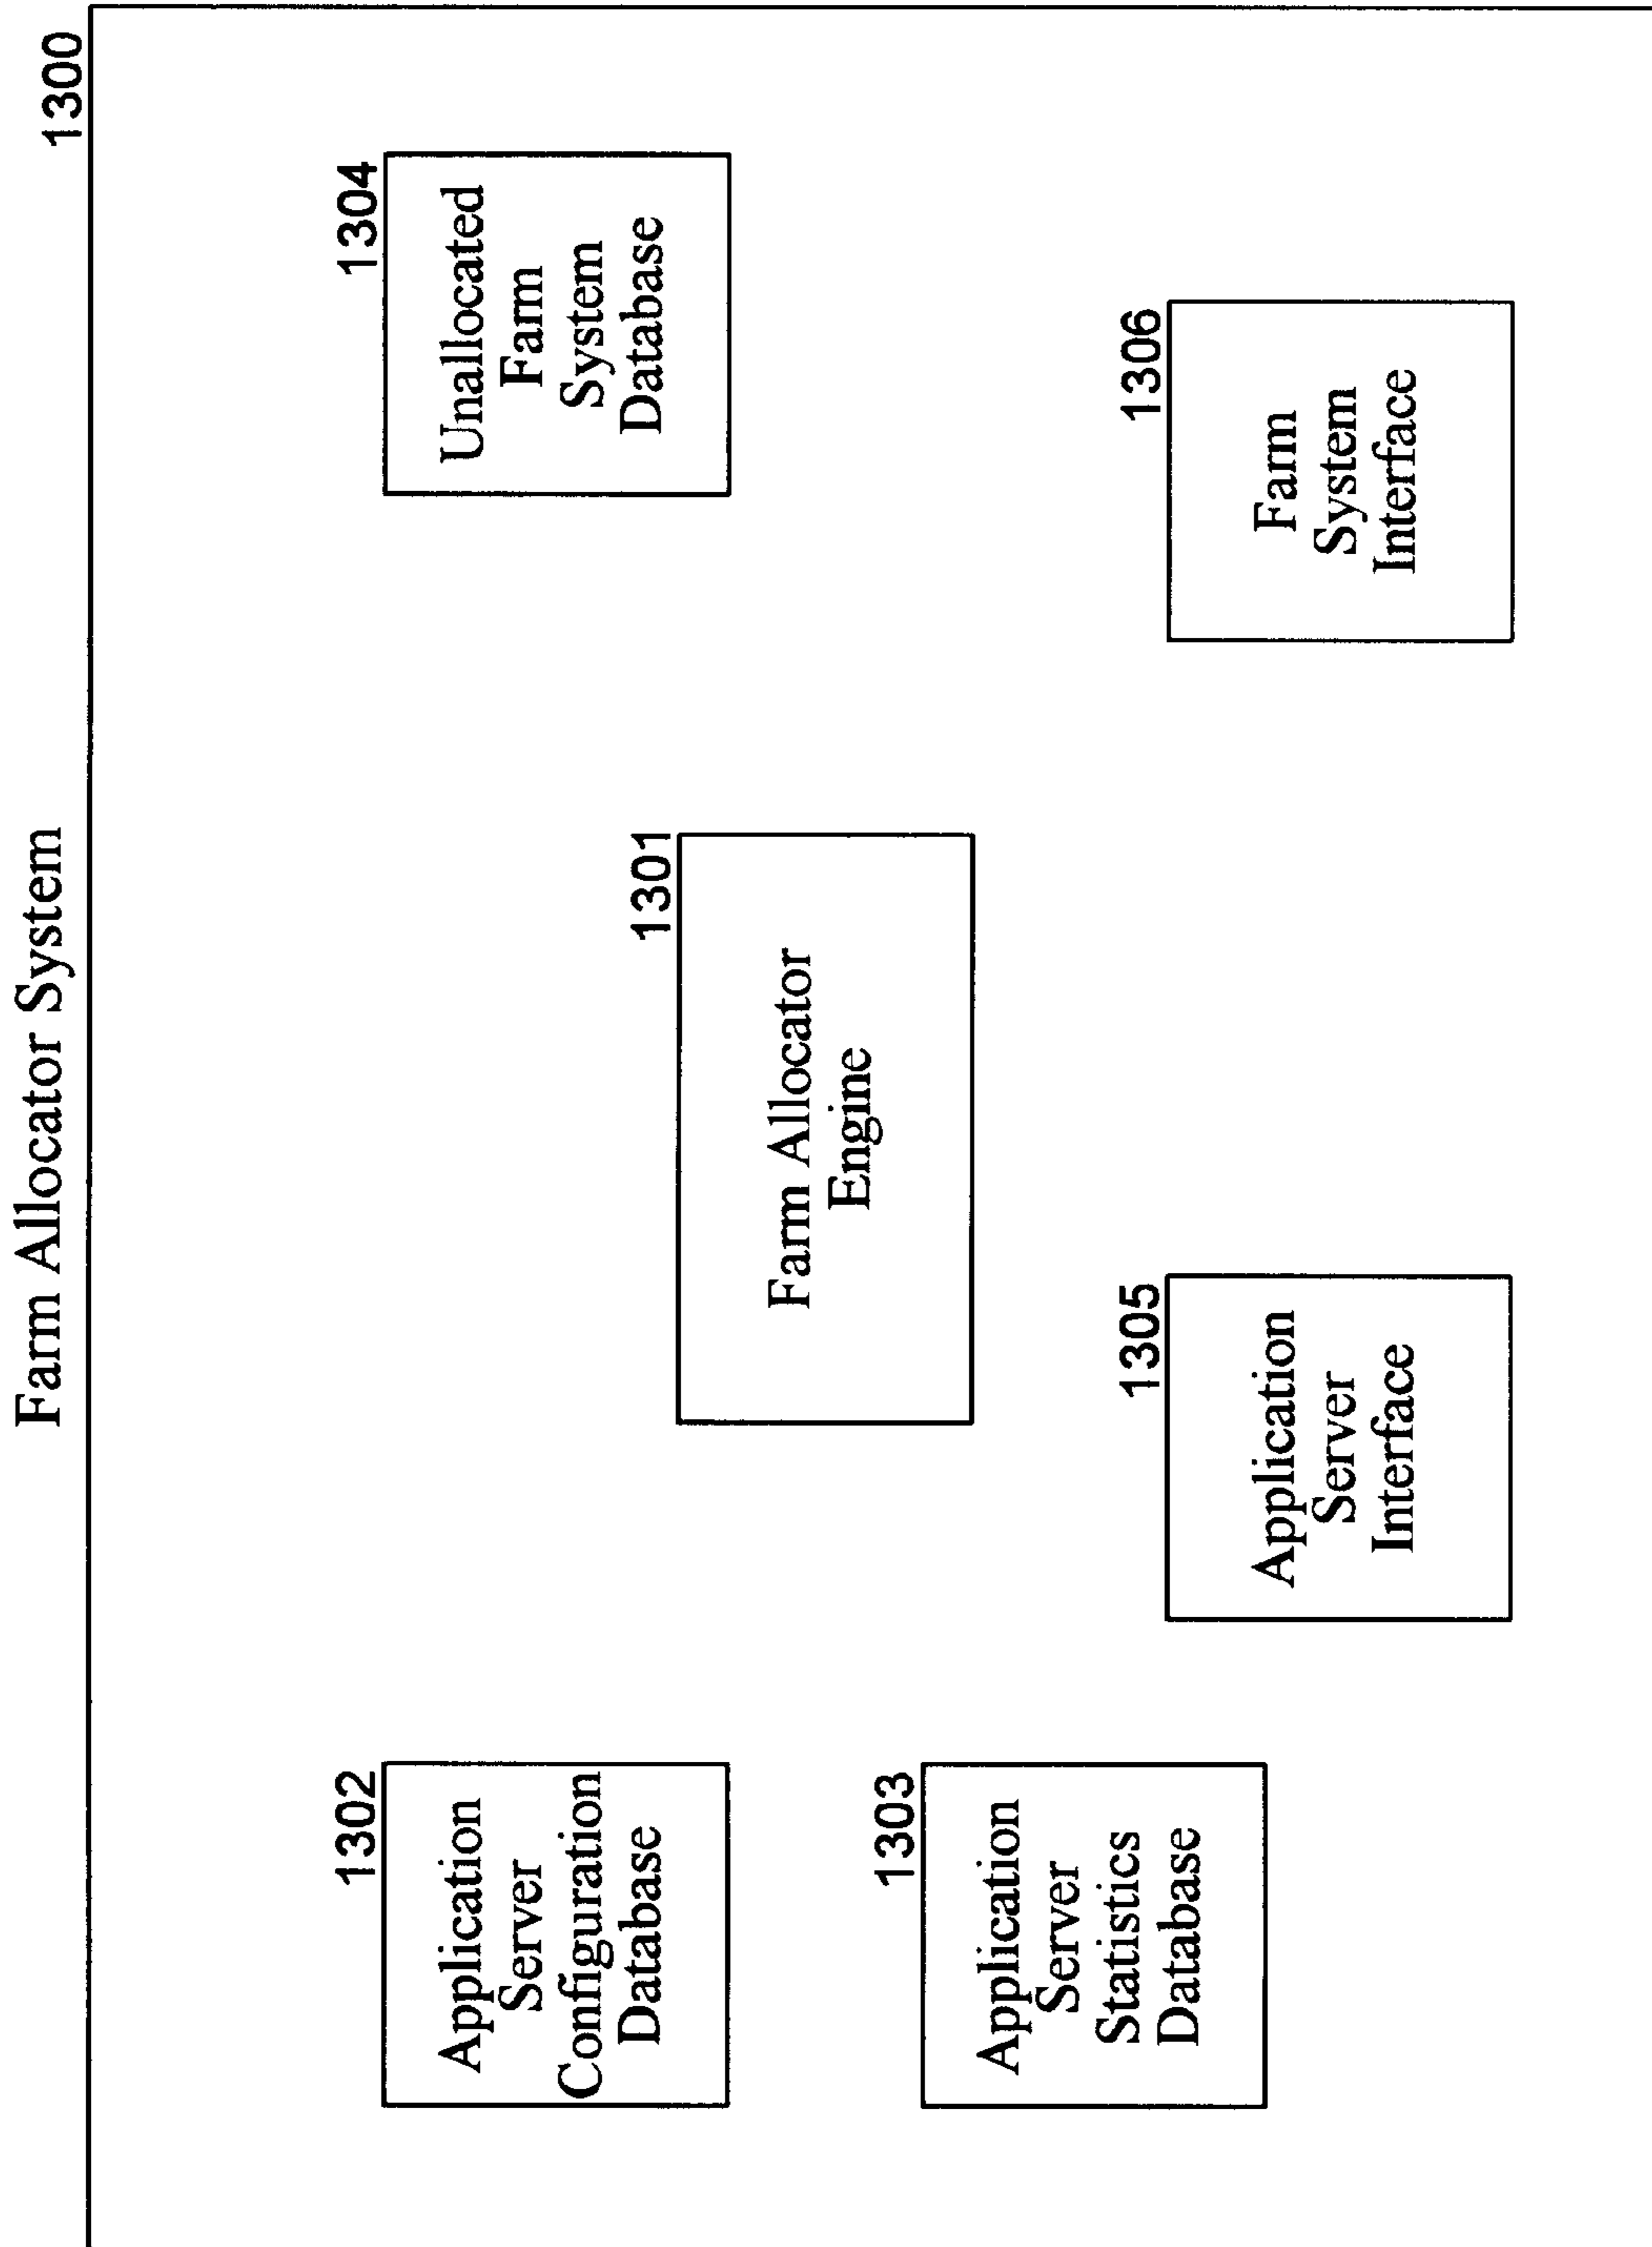 Farm Allocator System
1300
1302
Application
Server
Configuration
Database
1304
Unallocated
Farm
System
Database
1301
Farm Allocator
Engine
1303
Application
Server
Statistics
Database
1305
Application
Server
Interface
1306
Farm
System
Interface